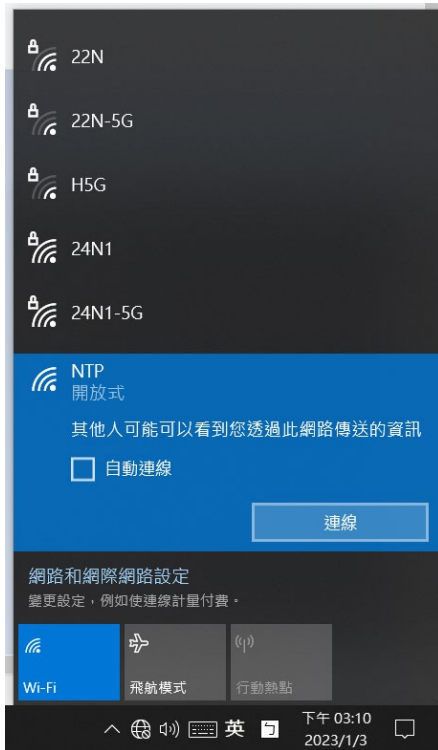 22N
22N-5G
H5G
24N1
24N1-5G
NTP
開放式
其他人可能可以看到您透過此網路傳送的資訊
自動連線
連線
網路和網際網路設定
變更設定，例如使連線計量付費。
Wi-Fi
飛航模式
行動熱點
英
ㄅ
下午 03:10
2023/1/3